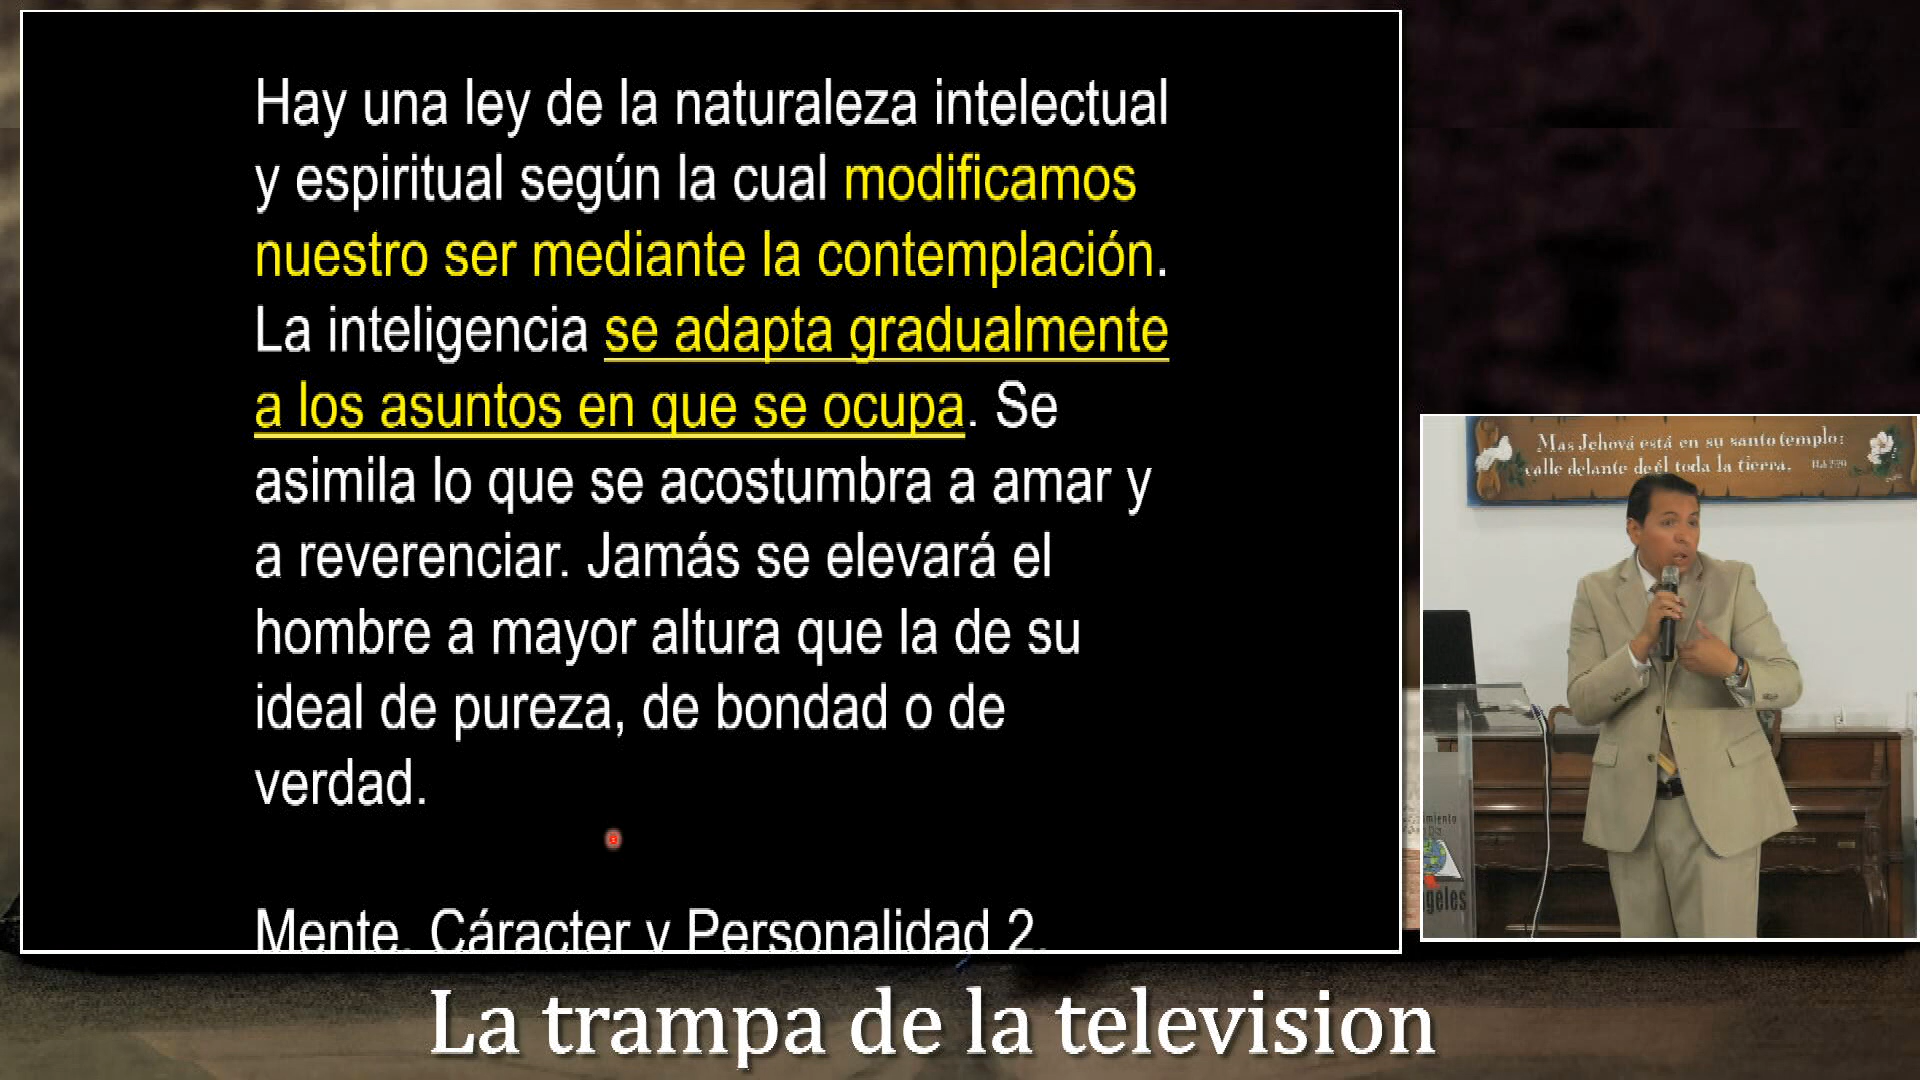 Hay una ley de la naturaleza intelectual
y espiritual según la cual modificamos
nuestro ser mediante la contemplación.
La inteligencia se adapta gradualmente
a los asuntos en que se ocupa. Se
asimila lo que se acostumbra a amar y
a reverenciar. Jamás se elevará el
hombre a mayor altura que la de su
ideal de pureza, de bondad o de
verdad.
Mente, Cáracter y Personalidad 2,
Mas Jehová está en su santo templo:
calle delante de él toda la tierra.
La trampa de la television